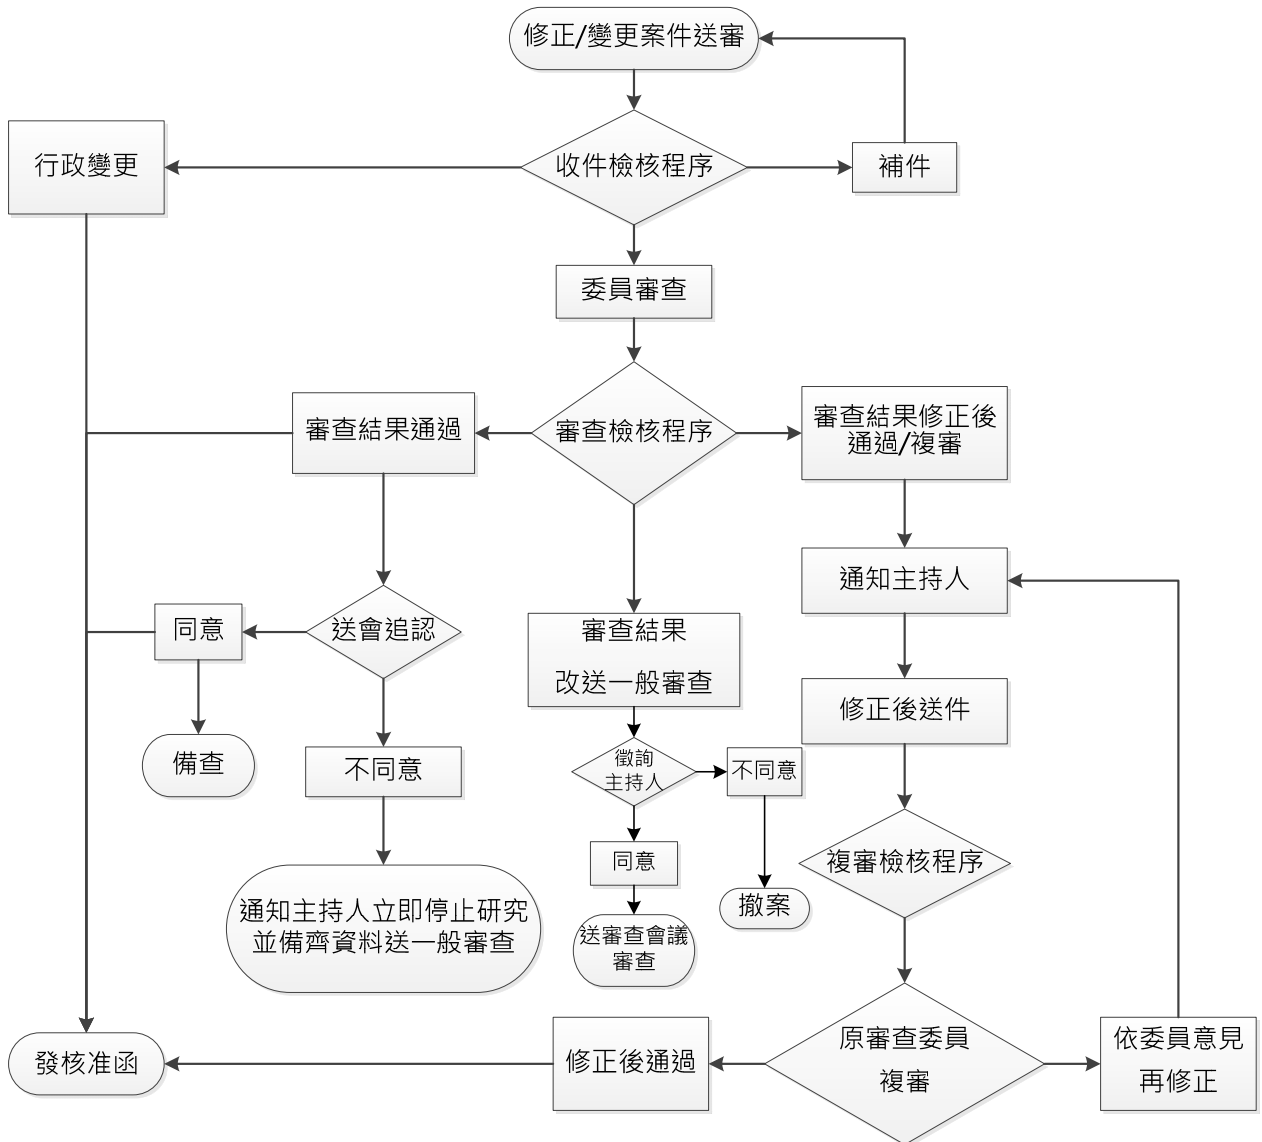 修正/變更案件送審
行政變更
收件檢核程序
補件
委員審查
審查結果通過
審查檢核程序
審查結果修正後
通過/複審
通知主持人
同意
送會追認
審查結果
改送一般審查
修正後送件
備查
不同意
徵詢
主持人
不同意
同意
複審檢核程序
撤案
通知主持人立即停止研究
並備齊資料送一般審查
送審查會議
審查
發核准函
修正後通過
原審查委員
複審
依委員意見
再修正